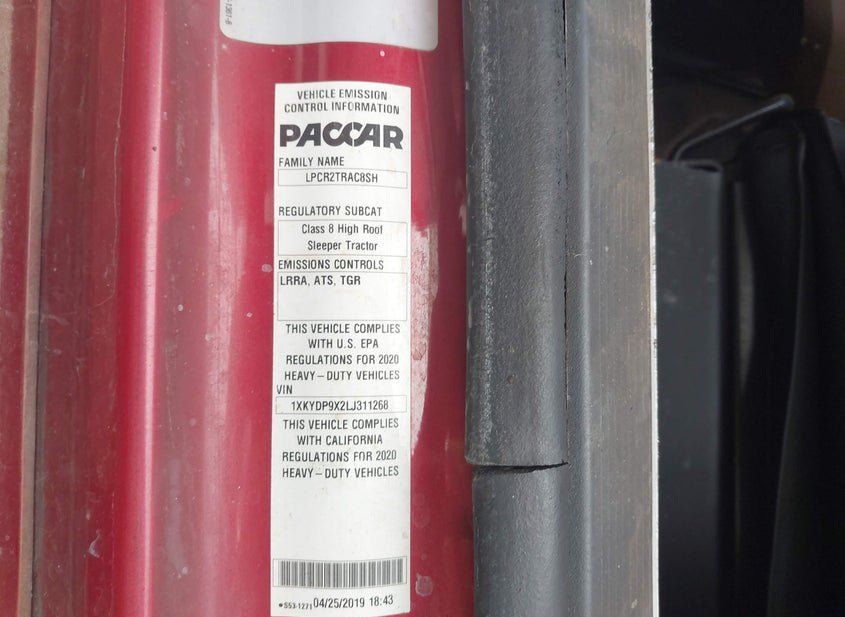 VEHICLE EMISSION
CONTROL INFORMATION
PACCAR
FAMILY NAME
LPCR2TRAC8SH
REGULATORY SUBCAT
Class 8 High Roof
Sleeper Tractor
EMISSIONS CONTROLS
LRRA, ATS, TGR
THIS VEHICLE COMPLIES
WITH U.S. EPA
REGULATIONS FOR 2020
HEAVY–DUTY VEHICLES
VIN
1XKYDP9X2LJ311268
THIS VEHICLE COMPLIES
WITH CALIFORNIA
REGULATIONS FOR 2020
HEAVY–DUTY VEHICLES
S53-1271 04/25/2019 18:43